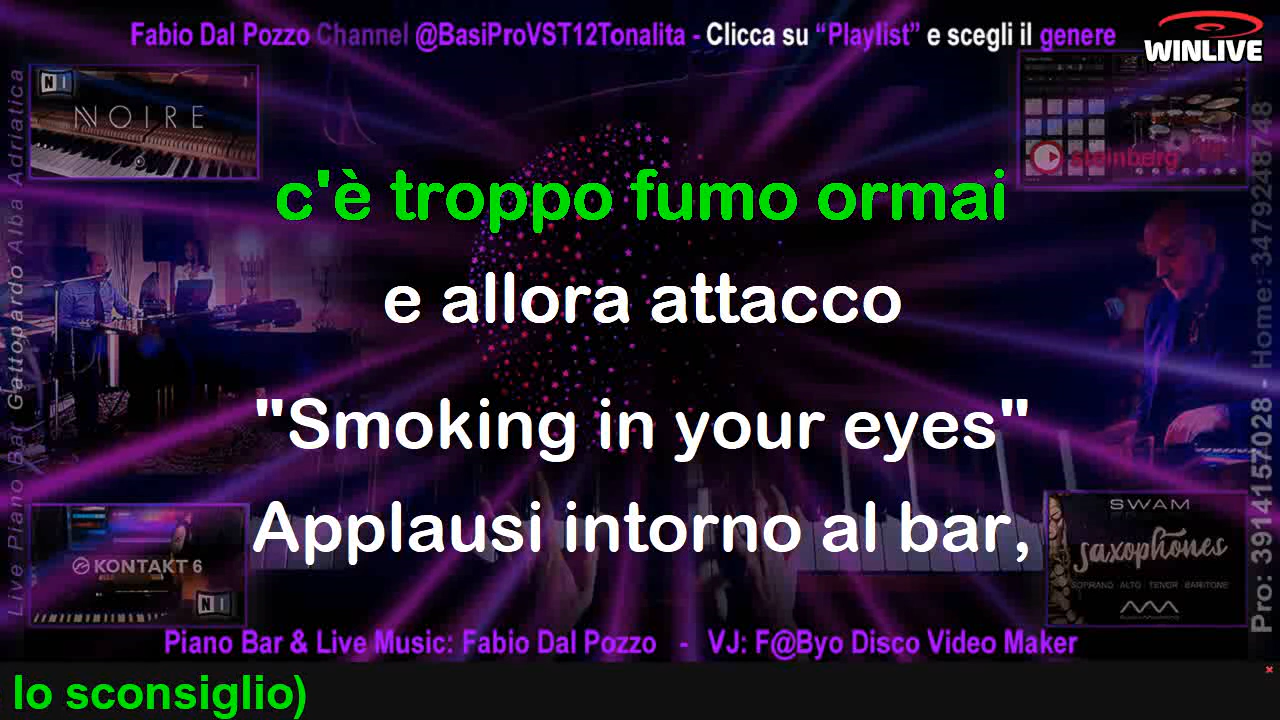 Fabio Dal Pozzo Channel @BasiProVST12Tonalita - Clicca su “Playlist” e scegli il genere
WINLIVE
NI
NOIRE
steinberg
Live Piano Bar Gattopardo Alba Adriatica
c'è troppo fumo ormai
e allora attacco
"Smoking in your eyes"
Applausi intorno al bar,
KONTAKT 6
NI
SWAM
saxophones
SOPRANO · ALTO · TENOR · BARITONE
Pro: 3914157028 - Home: 3479248748
Piano Bar & Live Music: Fabio Dal Pozzo - VJ: F@Byo Disco Video Maker
lo sconsiglio)